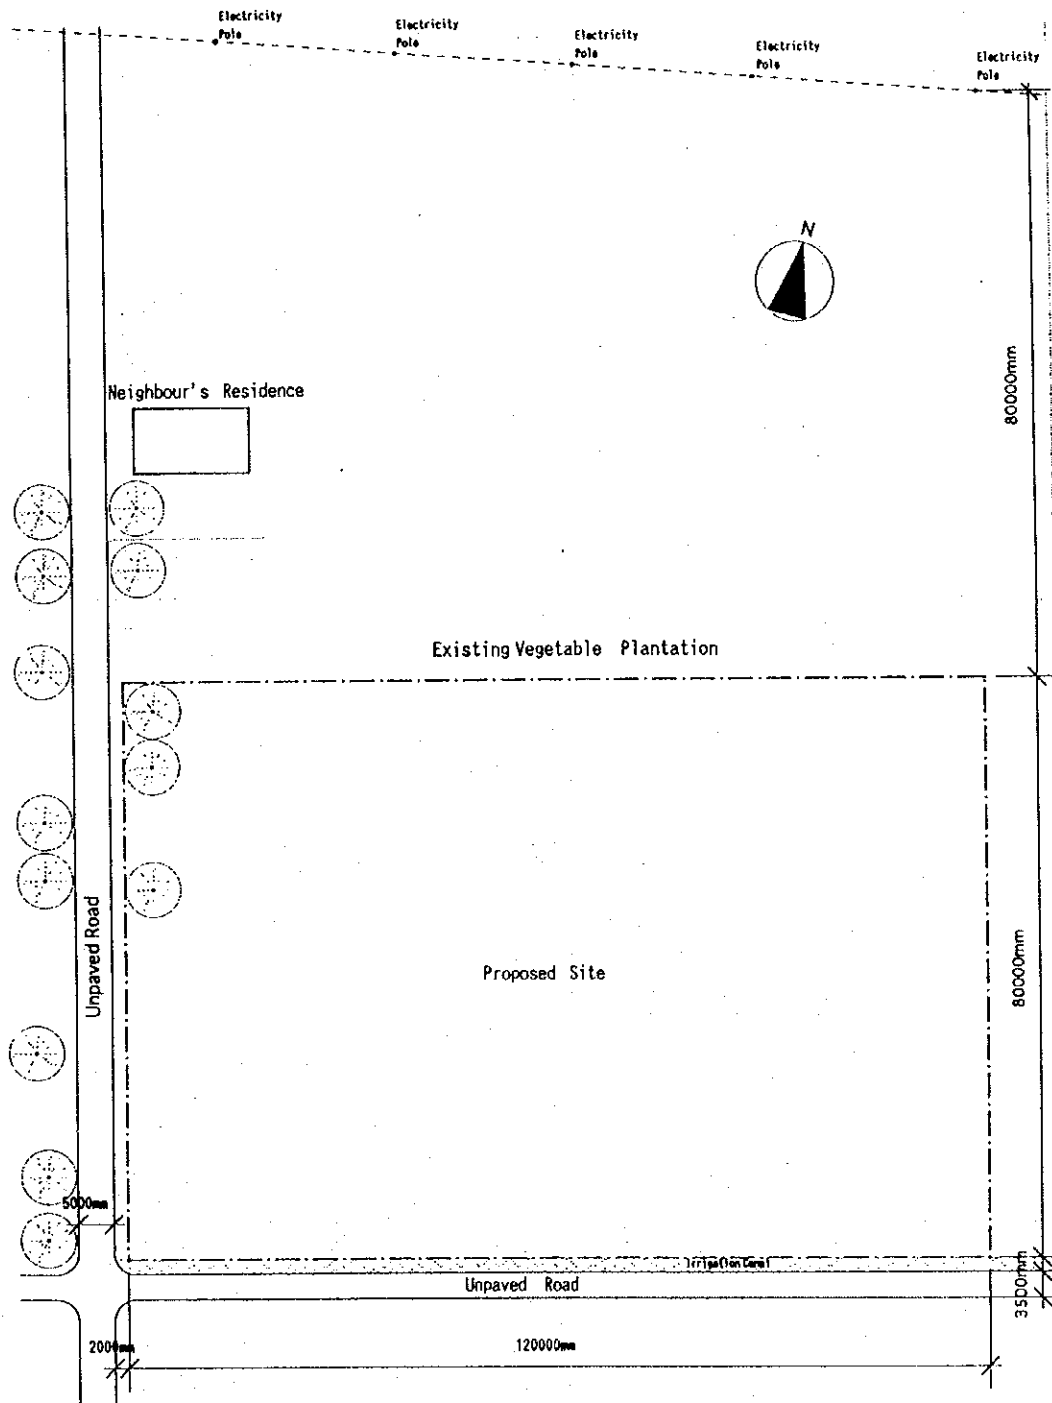 Electricity
Pole
Electricity
Pole
Electricity
Pole
Electricity
Pole
Electricity
Pole
N
80000mm
Neighbour's Residence
Existing Vegetable Plantation
Unpaved Road
Proposed Site
80000mm
5000mm
Irrigation Canal
Unpaved Road
3500mm
2000mm
120000mm